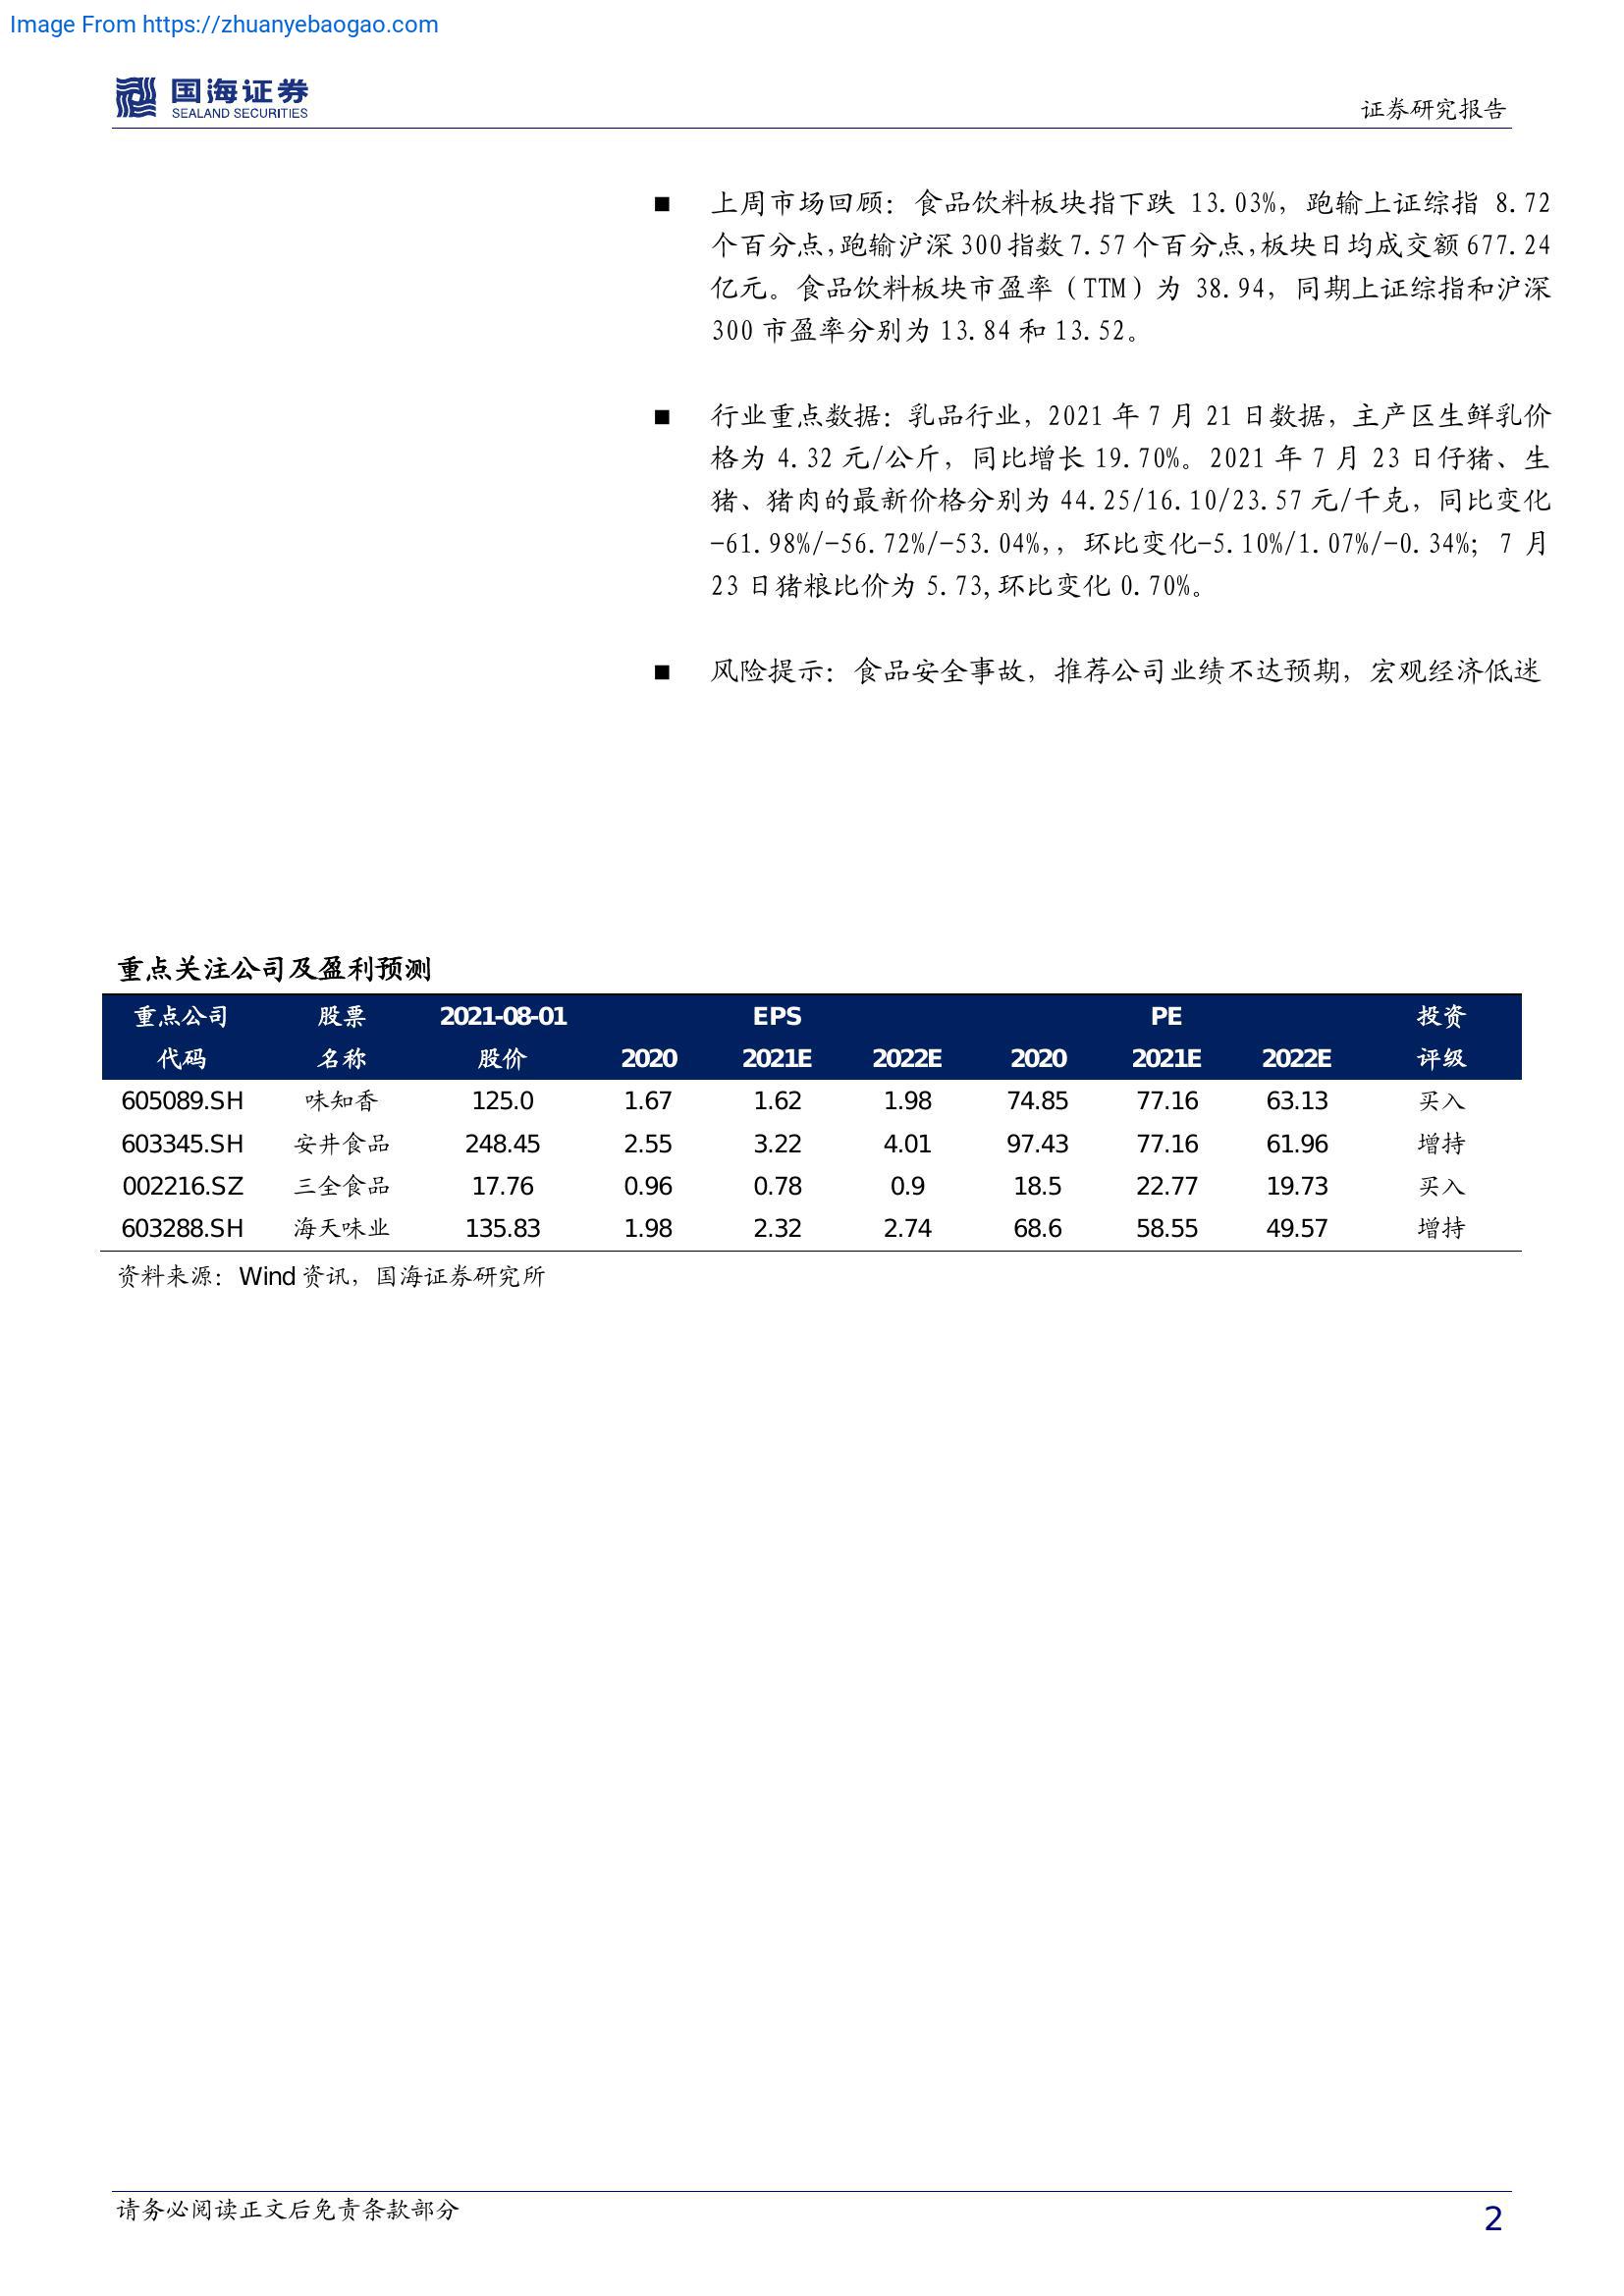 Image From https://zhuanyebaogao.com
国海证券
SEALAND SECURITIES
证券研究报告
■ 上周市场回顾：食品饮料板块指下跌 13.03%，跑输上证综指 8.72
个百分点，跑输沪深 300 指数 7.57 个百分点，板块日均成交额 677.24
亿元。食品饮料板块市盈率（TTM）为 38.94，同期上证综指和沪深
300 市盈率分别为 13.84 和 13.52。
■ 行业重点数据：乳品行业，2021 年 7 月 21 日数据，主产区生鲜乳价
格为 4.32 元/公斤，同比增长 19.70%。2021 年 7 月 23 日仔猪、生
猪、猪肉的最新价格分别为 44.25/16.10/23.57 元/千克，同比变化
-61.98%/-56.72%/-53.04%,，环比变化-5.10%/1.07%/-0.34%；7 月
23 日猪粮比价为 5.73,环比变化 0.70%。
■ 风险提示：食品安全事故，推荐公司业绩不达预期，宏观经济低迷
重点关注公司及盈利预测
重点公司 股票 2021-08-01 EPS PE 投资
代码 名称 股价 2020 2021E 2022E 2020 2021E 2022E 评级
605089.SH 味知香 125.0 1.67 1.62 1.98 74.85 77.16 63.13 买入
603345.SH 安井食品 248.45 2.55 3.22 4.01 97.43 77.16 61.96 增持
002216.SZ 三全食品 17.76 0.96 0.78 0.9 18.5 22.77 19.73 买入
603288.SH 海天味业 135.83 1.98 2.32 2.74 68.6 58.55 49.57 增持
资料来源：Wind 资讯，国海证券研究所
请务必阅读正文后免责条款部分
2